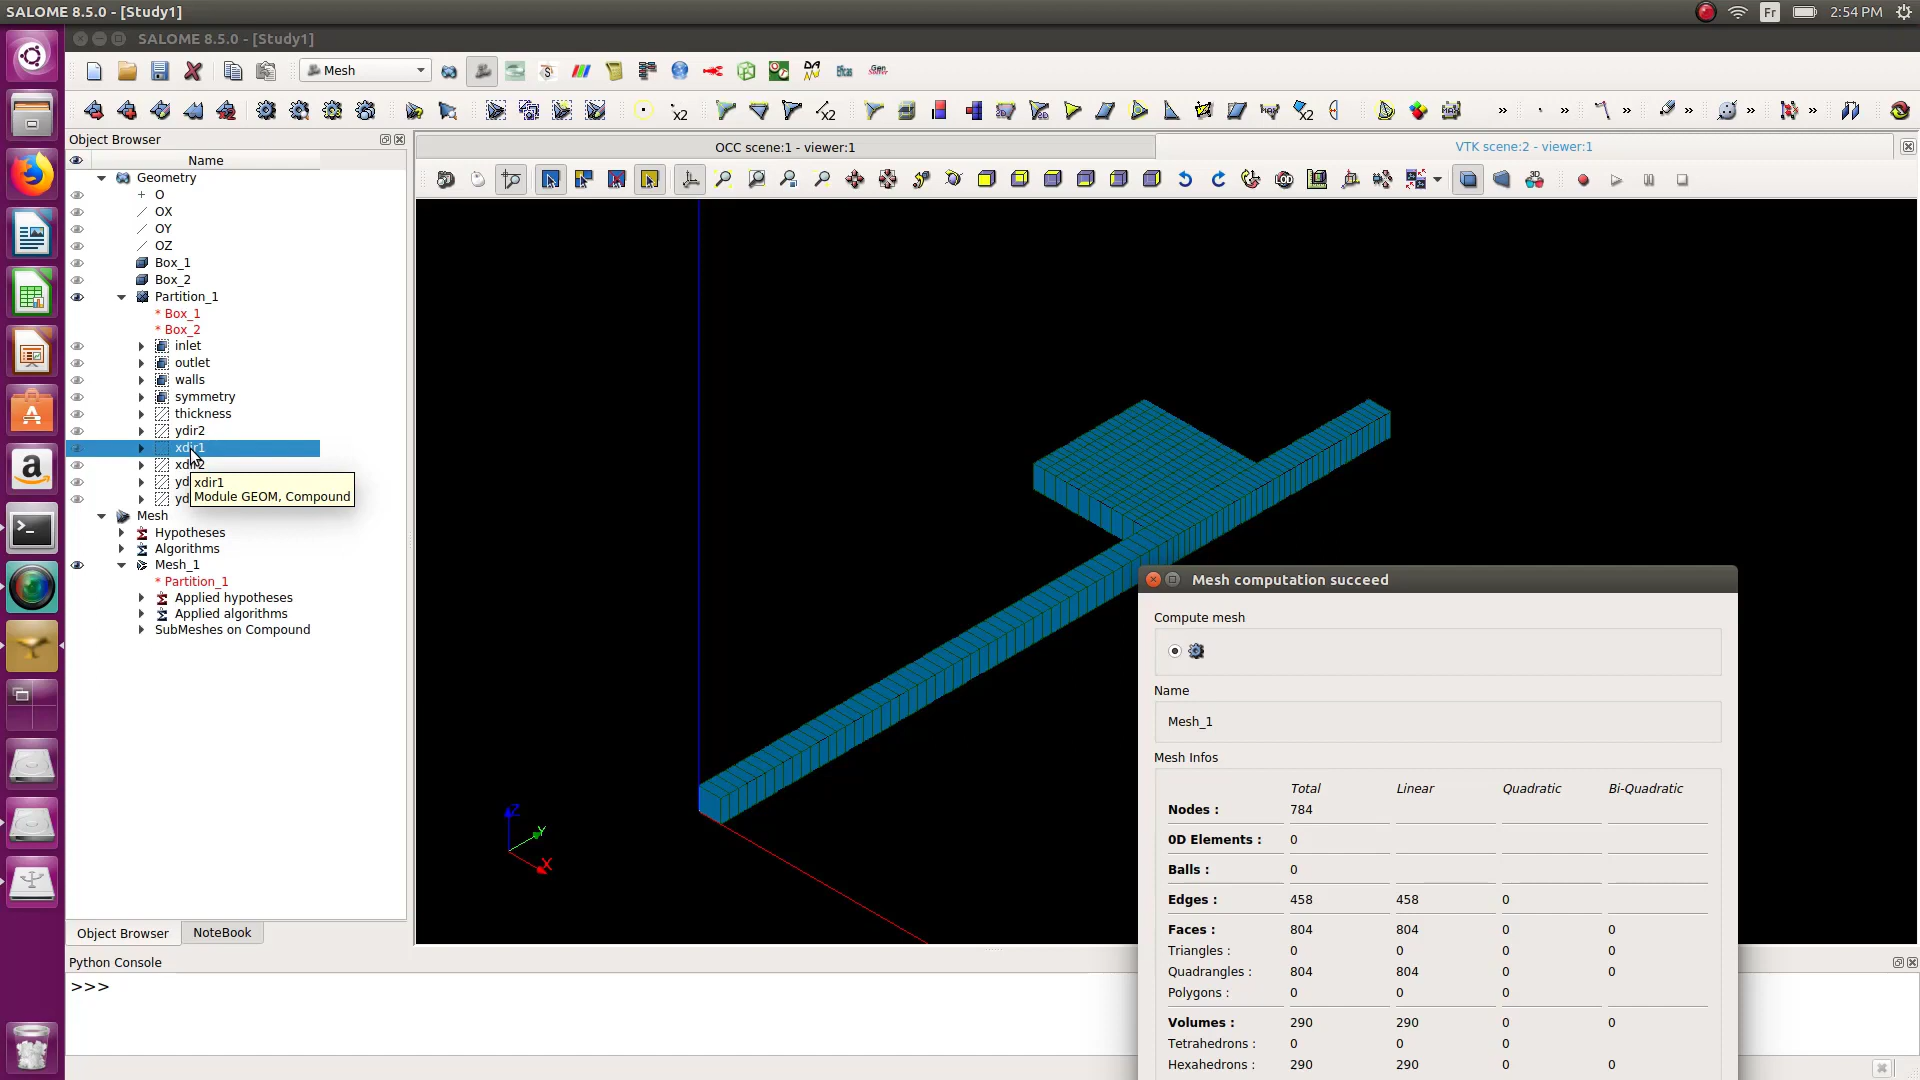 SALOME 8.5.0 - [Study1]
Fr
2:54 PM
SALOME 8.5.0 - [Study1]
Mesh
Object Browser
Name
Geometry
O
OX
OY
OZ
Box_1
Box_2
Partition_1
* Box_1
* Box_2
inlet
outlet
walls
symmetry
thickness
ydir2
xdir1
xdir2
yd
yd
xdir1
Module GEOM, Compound
Mesh
Hypotheses
Algorithms
Mesh_1
* Partition_1
Applied hypotheses
Applied algorithms
SubMeshes on Compound
Object Browser
NoteBook
OCC scene:1 - viewer:1
VTK scene:2 - viewer:1
Z
Y
X
Mesh computation succeed
Compute mesh
Name
Mesh_1
Mesh Infos
Total Linear Quadratic Bi-Quadratic
Nodes : 784
0D Elements : 0
Balls : 0
Edges : 458 458 0
Faces : 804 804 0 0
Triangles : 0 0 0 0
Quadrangles : 804 804 0 0
Polygons : 0 0 0
Volumes : 290 290 0 0
Tetrahedrons : 0 0 0
Hexahedrons : 290 290 0 0
Python Console
>>>